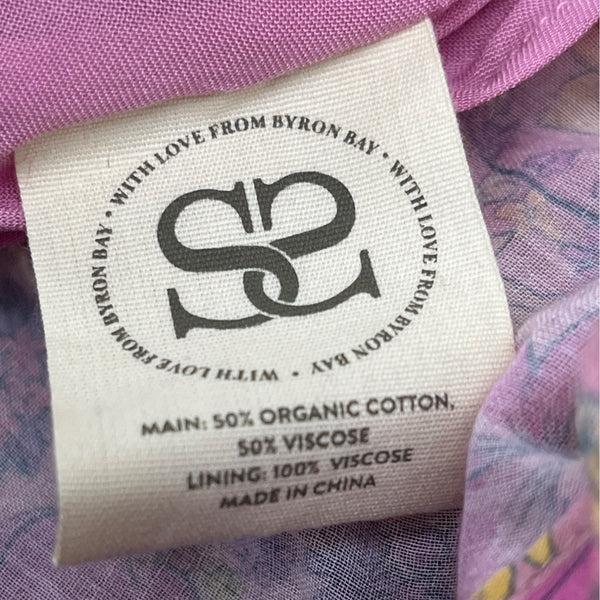 WITH LOVE FROM BYRON BAY • WITH LOVE FROM BYRON BAY • WITH LOVE FROM BYRON BAY •
MAIN: 50% ORGANIC COTTON,
50% VISCOSE
LINING: 100% VISCOSE
MADE IN CHINA